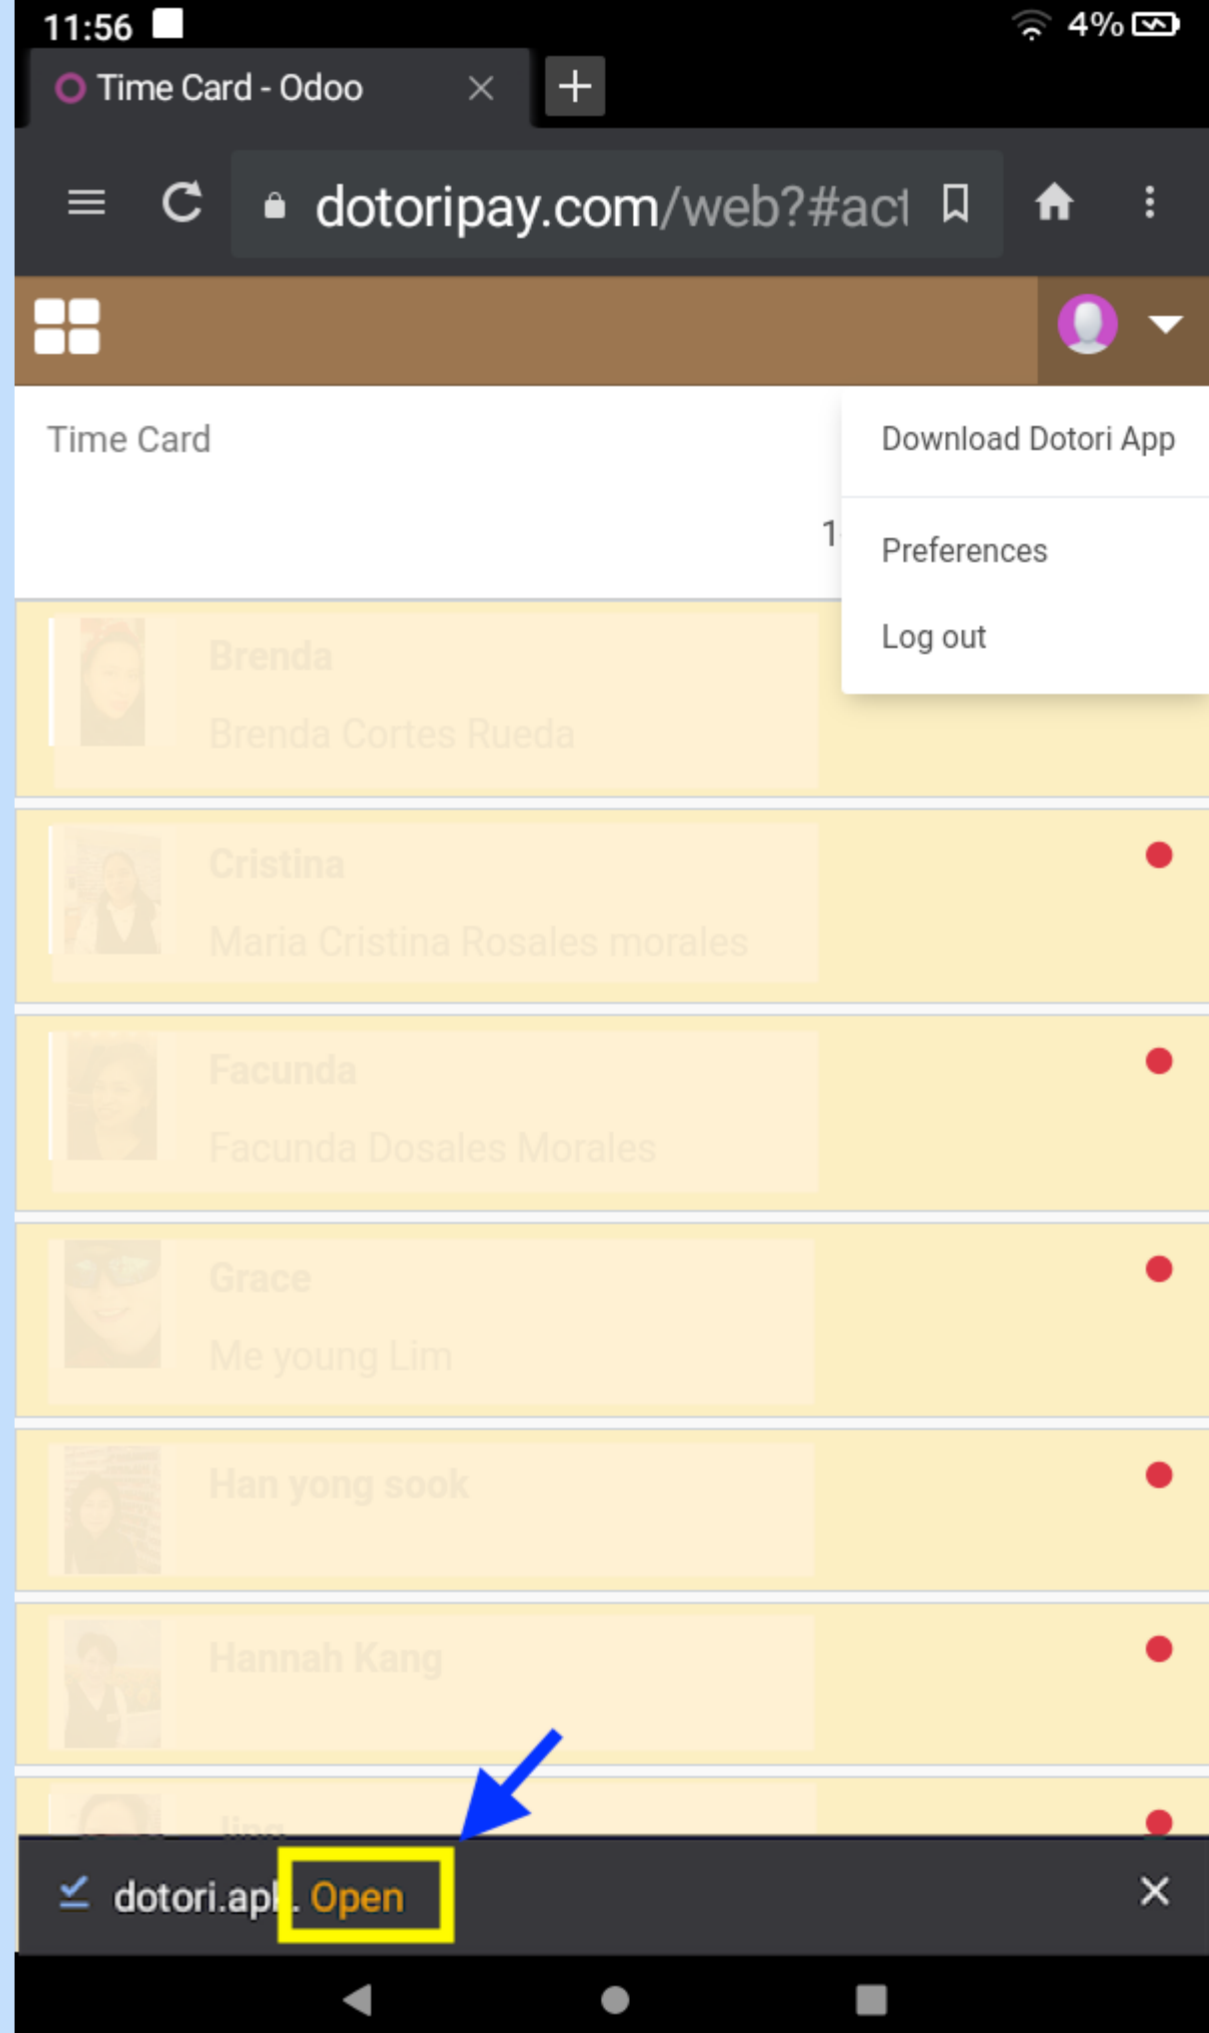 11:56
4%
Time Card - Odoo
dotoripay.com/web?#act
Time Card
Download Dotori App
Preferences
Log out
Brenda
Brenda Cortes Rueda
Cristina
Maria Cristina Rosales morales
Facunda
Facunda Dosales Morales
Grace
Me young Lim
Han yong sook
Hannah Kang
dotori.apk. Open